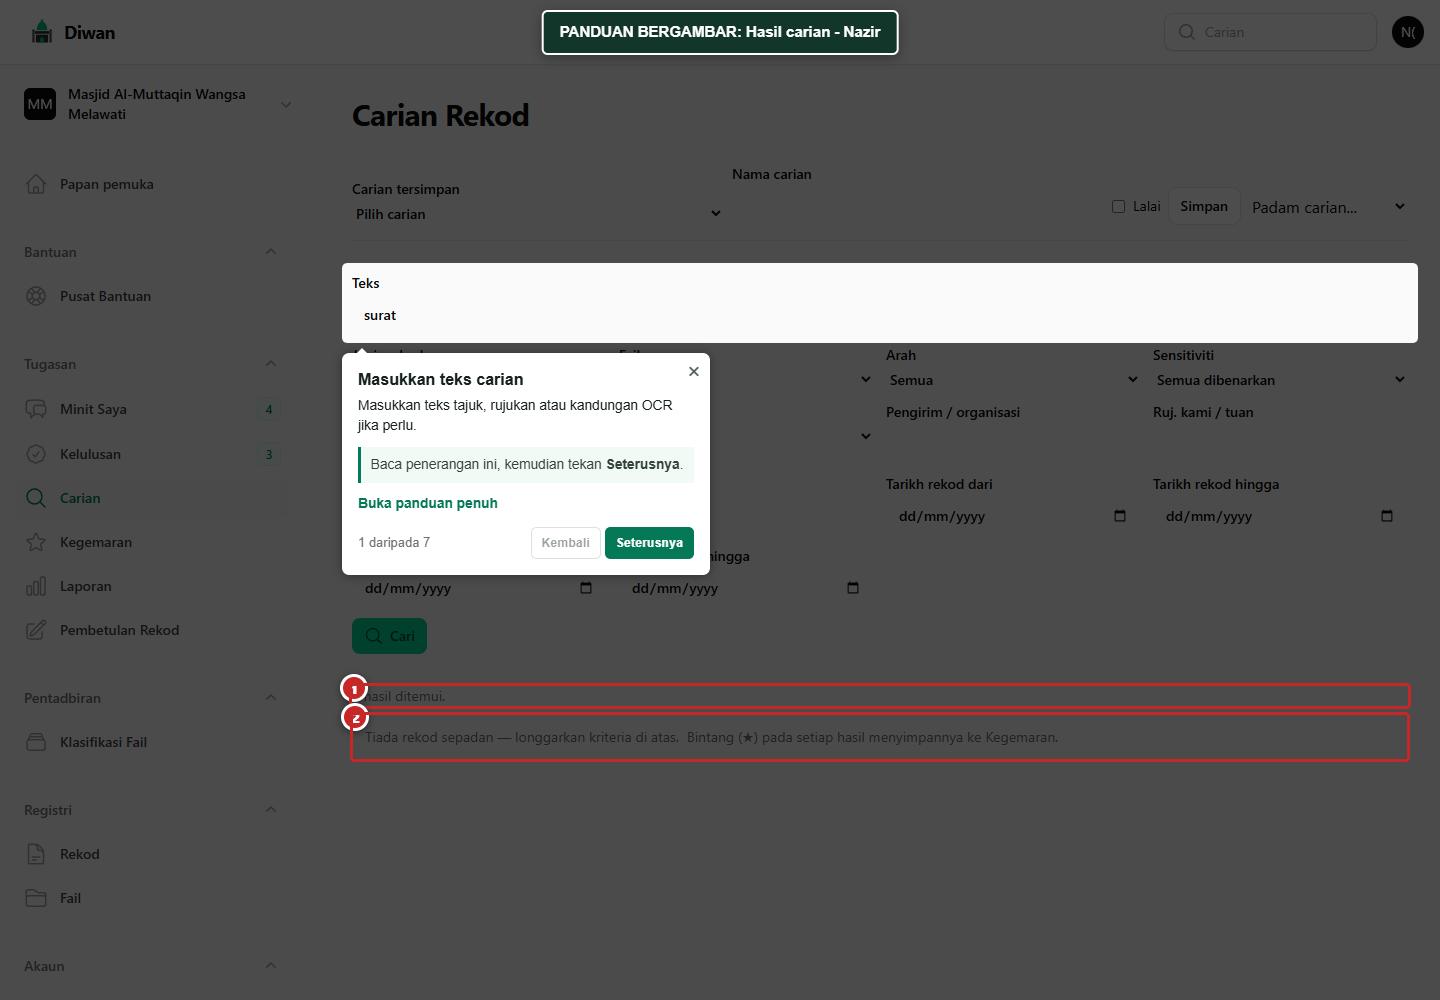 Diwan
PANDUAN BERGAMBAR: Hasil carian - Nazir
Carian
N(
MM
Masjid Al-Muttaqin Wangsa
Melawati
Papan pemuka
Bantuan
Pusat Bantuan
Tugasan
Minit Saya
4
Kelulusan
3
Carian
Kegemaran
Laporan
Pembetulan Rekod
Pentadbiran
Klasifikasi Fail
Registri
Rekod
Fail
Akaun
Carian Rekod
Carian tersimpan
Pilih carian
Nama carian
Lalai
Simpan
Padam carian...
Teks
surat
Arah
Semua
Sensitiviti
Semua dibenarkan
Pengirim / organisasi
Ruj. kami / tuan
Tarikh rekod dari
dd/mm/yyyy
Tarikh rekod hingga
dd/mm/yyyy
Masukkan teks carian
Masukkan teks tajuk, rujukan atau kandungan OCR
jika perlu.
Baca penerangan ini, kemudian tekan Seterusnya.
Buka panduan penuh
1 daripada 7
Kembali
Seterusnya
hingga
dd/mm/yyyy
dd/mm/yyyy
Cari
1
hasil ditemui.
2
Tiada rekod sepadan — longgarkan kriteria di atas. Bintang (★) pada setiap hasil menyimpannya ke Kegemaran.